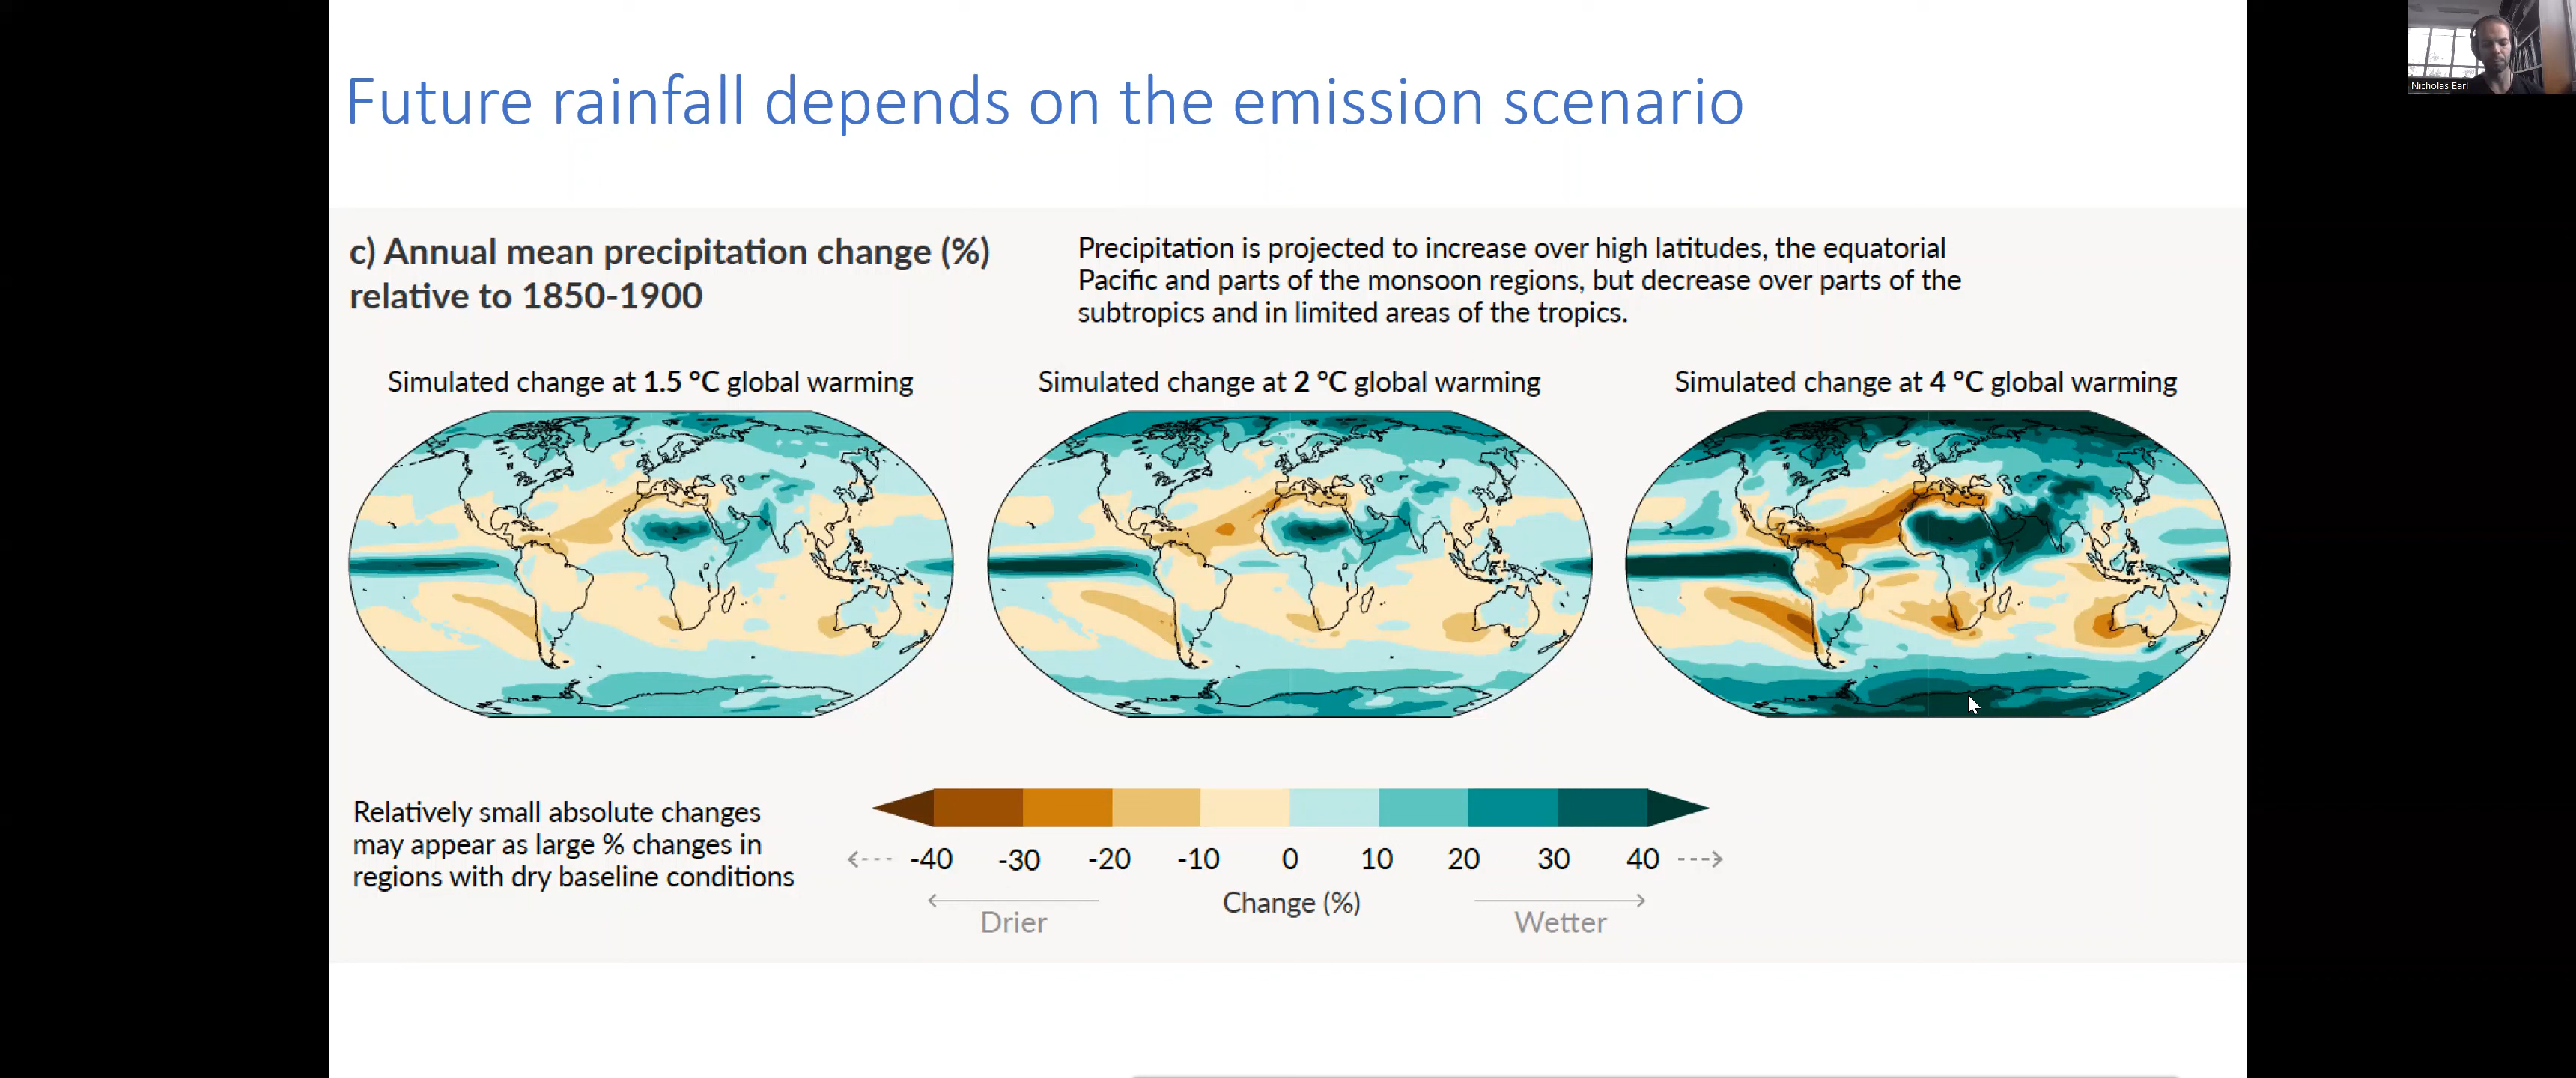 Future rainfall depends on the emission scenario
Nicholas Earl
c) Annual mean precipitation change (%)
relative to 1850-1900
Precipitation is projected to increase over high latitudes, the equatorial
Pacific and parts of the monsoon regions, but decrease over parts of the
subtropics and in limited areas of the tropics.
Simulated change at 1.5 °C global warming
Simulated change at 2 °C global warming
Simulated change at 4 °C global warming
Relatively small absolute changes
may appear as large % changes in
regions with dry baseline conditions
-40 -30 -20 -10 0 10 20 30 40
Change (%)
Drier
Wetter